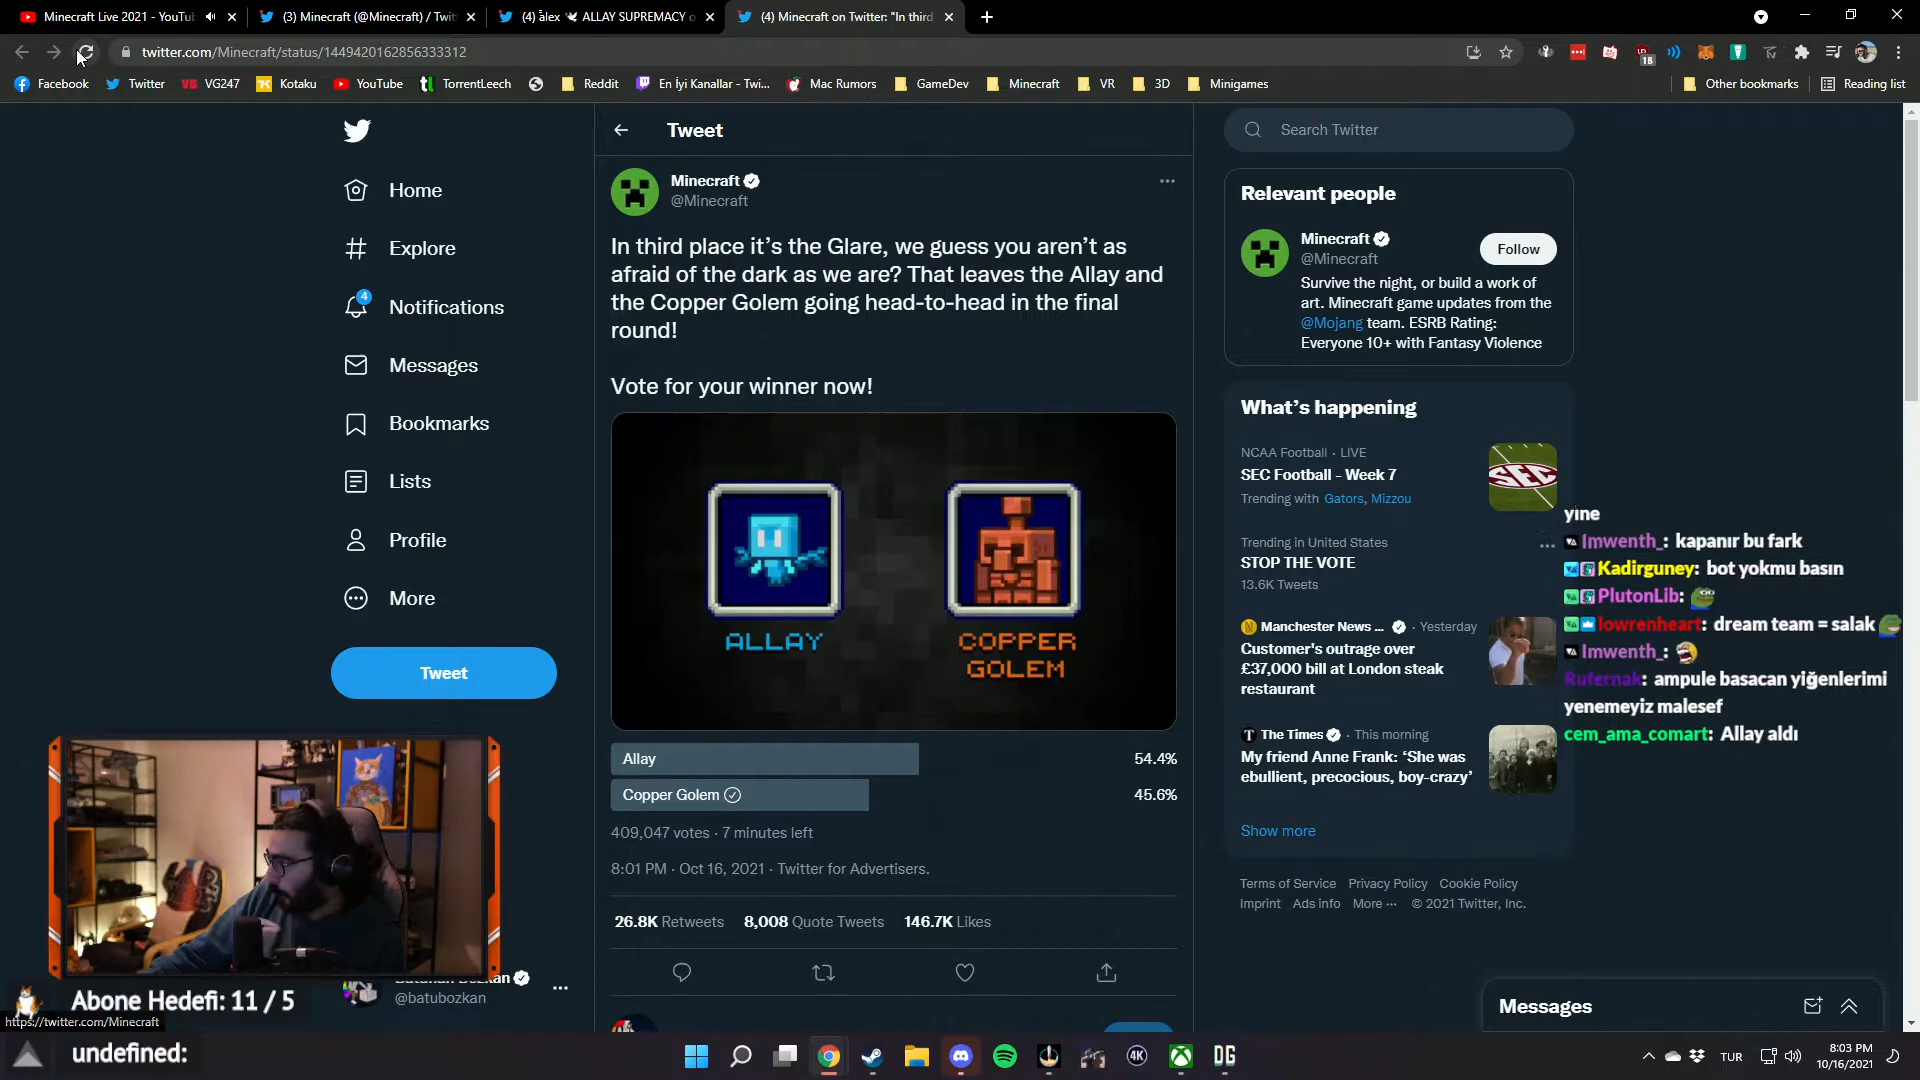 Minecraft Live 2021 - YouTu
(3) Minecraft (@Minecraft) / Twit
ALLAY SUPREMACY o
(4) Minecraft on Twitter: "In third
twitter.com/Minecraft/status/1449420162856333312
18
Facebook
Twitter
VG247
Kotaku
YouTube
TorrentLeech
Reddit
En İyi Kanallar - Twi...
Mac Rumors
GameDev
Minecraft
VR
3D
Minigames
Other bookmarks
Reading list
Home
Explore
4
Notifications
Messages
Bookmarks
Lists
Profile
More
Tweet
Tweet
Minecraft
@Minecraft
In third place it's the Glare, we guess you aren't as
afraid of the dark as we are? That leaves the Allay and
the Copper Golem going head-to-head in the final
round!
Vote for your winner now!
ALLAY
COPPER
GOLEM
Allay 54.4%
Copper Golem 45.6%
409,047 votes · 7 minutes left
8:01 PM · Oct 16, 2021 · Twitter for Advertisers.
26.8K Retweets 8,008 Quote Tweets 146.7K Likes
Search Twitter
Relevant people
Minecraft
@Minecraft
Follow
Survive the night, or build a work of
art. Minecraft game updates from the
@Mojang team. ESRB Rating:
Everyone 10+ with Fantasy Violence
What's happening
NCAA Football · LIVE
SEC Football - Week 7
Trending with Gators, Mizzou
SEC
Trending in United States
STOP THE VOTE
13.6K Tweets
Manchester News ... · Yesterday
Customer's outrage over
£37,000 bill at London steak
restaurant
The Times · This morning
My friend Anne Frank: 'She was
ebullient, precocious, boy-crazy'
Show more
Terms of Service Privacy Policy Cookie Policy
Imprint Ads info More ··· © 2021 Twitter, Inc.
yine
Imwenth_: kapanır bu fark
Kadirguney: bot yokmu basın
PlutonLib:
lowrenheart: dream team = salak
Imwenth_:
Rufernak: ampule basacan yiğenlerimi
yenemeyiz malesef
cem_ama_comart: Allay aldı
@batubozkan
Abone Hedefi: 11 / 5
https://twitter.com/Minecraft
undefined:
Messages
4K
DG
TUR
8:03 PM
10/16/2021